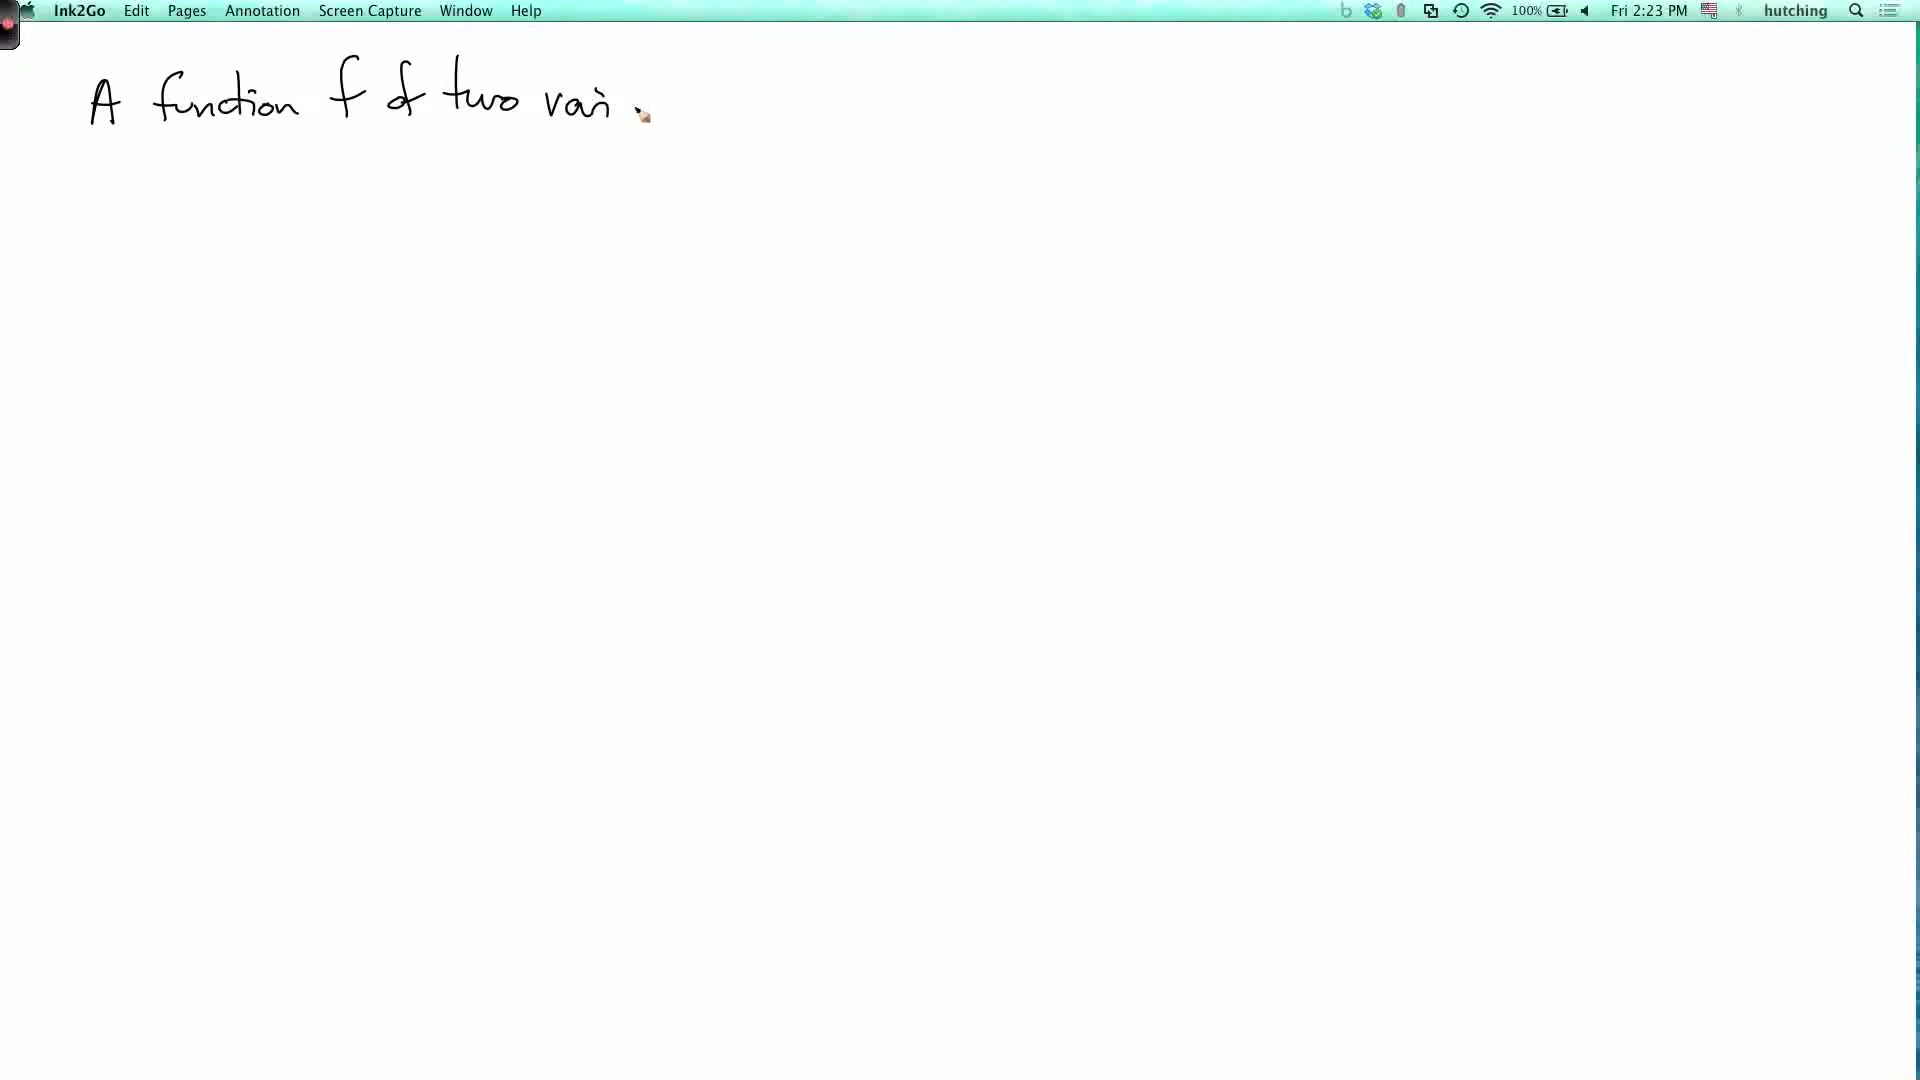 Ink2Go Edit Pages Annotation Screen Capture Window Help 100% Fri 2:23 PM hutching
A function f of two vari